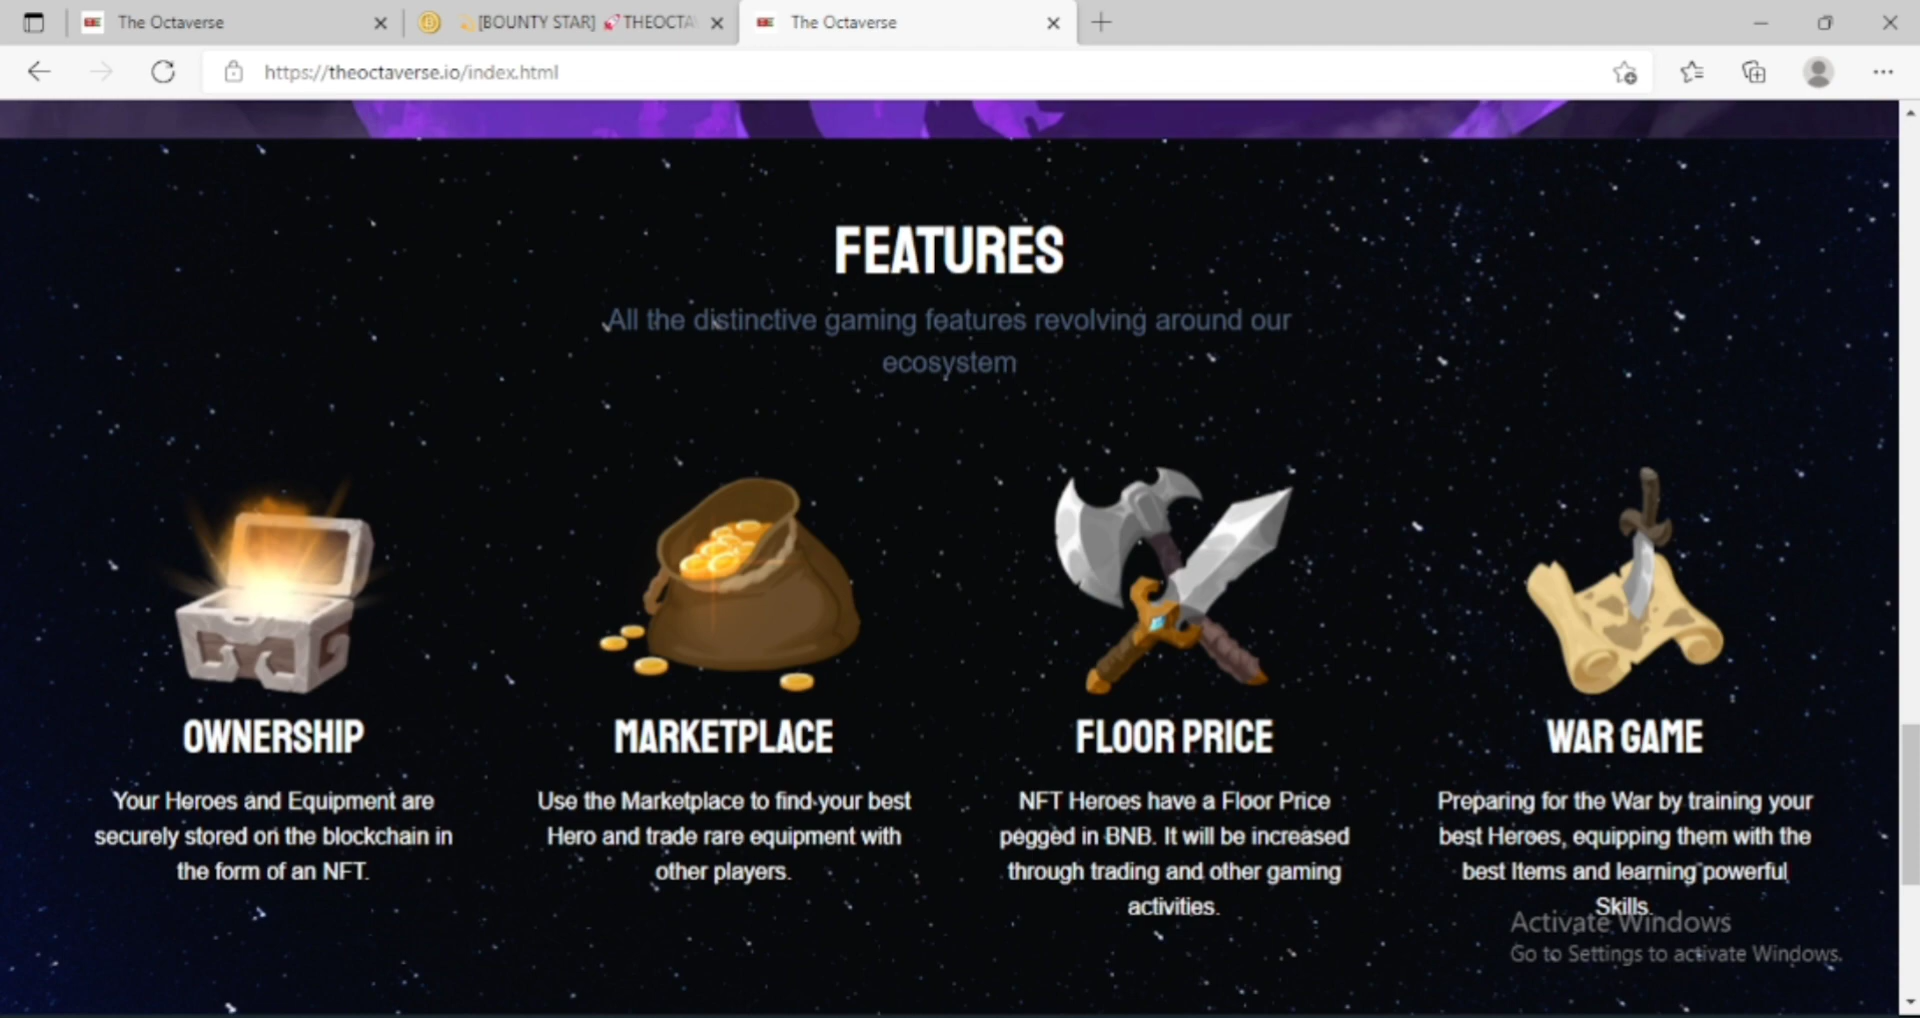 The Octaverse
[BOUNTY STAR] 🚀THEOCTA
The Octaverse
https://theoctaverse.io/index.html
FEATURES
All the distinctive gaming features revolving around our
ecosystem
OWNERSHIP
Your Heroes and Equipment are
securely stored on the blockchain in
the form of an NFT.
MARKETPLACE
Use the Marketplace to find your best
Hero and trade rare equipment with
other players.
FLOOR PRICE
NFT Heroes have a Floor Price
pegged in BNB. It will be increased
through trading and other gaming
activities.
WAR GAME
Preparing for the War by training your
best Heroes, equipping them with the
best Items and learning powerful
Skills.
Activate Windows
Go to Settings to activate Windows.